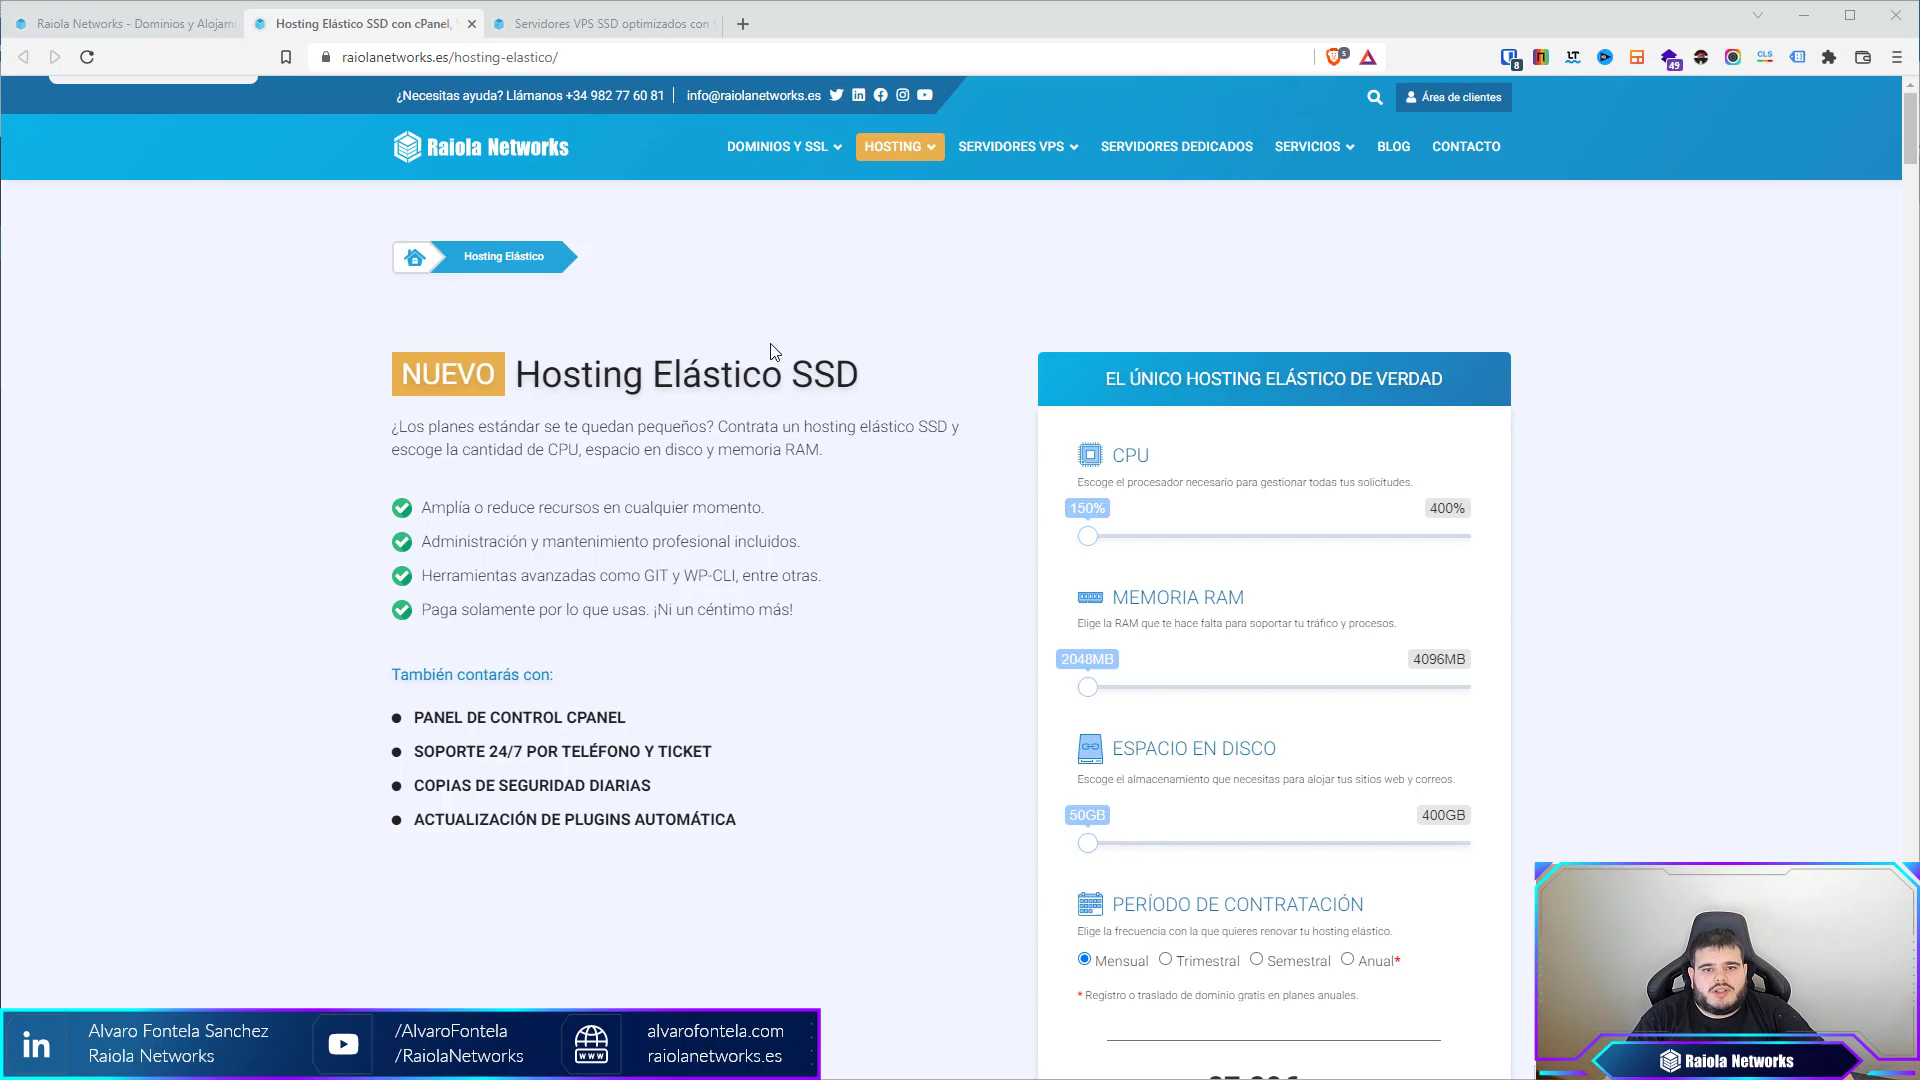 Raiola Networks - Dominios y Alojam
Hosting Elástico SSD con cPanel,
Servidores VPS SSD optimizados con
raiolanetworks.es/hosting-elastico/
8
5
LT
49
CLS
¿Necesitas ayuda? Llámanos +34 982 77 60 81
info@raiolanetworks.es
Área de clientes
Raiola Networks
DOMINIOS Y SSL
HOSTING
SERVIDORES VPS
SERVIDORES DEDICADOS
SERVICIOS
BLOG
CONTACTO
Hosting Elástico
NUEVO Hosting Elástico SSD
¿Los planes estándar se te quedan pequeños? Contrata un hosting elástico SSD y
escoge la cantidad de CPU, espacio en disco y memoria RAM.
Amplía o reduce recursos en cualquier momento.
Administración y mantenimiento profesional incluidos.
Herramientas avanzadas como GIT y WP-CLI, entre otras.
Paga solamente por lo que usas. ¡Ni un céntimo más!
También contarás con:
PANEL DE CONTROL CPANEL
SOPORTE 24/7 POR TELÉFONO Y TICKET
COPIAS DE SEGURIDAD DIARIAS
ACTUALIZACIÓN DE PLUGINS AUTOMÁTICA
EL ÚNICO HOSTING ELÁSTICO DE VERDAD
CPU
Escoge el procesador necesario para gestionar todas tus solicitudes.
150%
400%
MEMORIA RAM
Elige la RAM que te hace falta para soportar tu tráfico y procesos.
2048MB
4096MB
ESPACIO EN DISCO
Escoge el almacenamiento que necesitas para alojar tus sitios web y correos.
50GB
400GB
PERÍODO DE CONTRATACIÓN
Elige la frecuencia con la que quieres renovar tu hosting elástico.
Mensual
Trimestral
Semestral
Anual*
* Registro o traslado de dominio gratis en planes anuales.
in
Alvaro Fontela Sanchez
Raiola Networks
/AlvaroFontela
/RaiolaNetworks
www
alvarofontela.com
raiolanetworks.es
Raiola Networks